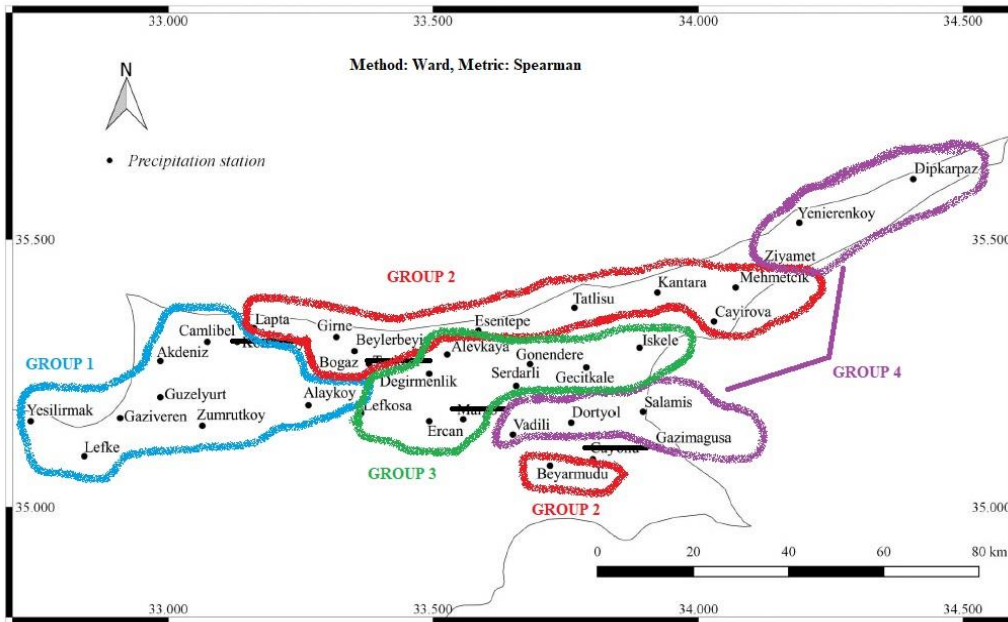 33.000
33.500
34.000
34.500
Method: Ward, Metric: Spearman
N
Precipitation station
Dipkarpaz
Yenierenkoy
35.500
35.500
Ziyamet
GROUP 2
Mehmetcik
Kantara
Tatlisu
Cayirova
Lapta
Girne
Esentepe
Camlibel
Beylerbeyi
Iskele
GROUP 1
Akdeniz
Bogaz
Alevkaya
Gonendere
GROUP 4
Degirmenlik
Serdarli
Gecitkale
Guzelyurt
Alaykoy
Lefkosa
Salamis
Yesilirmak
Gaziveren
Zumrutkoy
Ercan
Vadili
Dortyol
Gazimagusa
Lefke
GROUP 3
Beyarmudu
GROUP 2
35.000
35.000
0
20
40
60
80 km
33.000
33.500
34.000
34.500